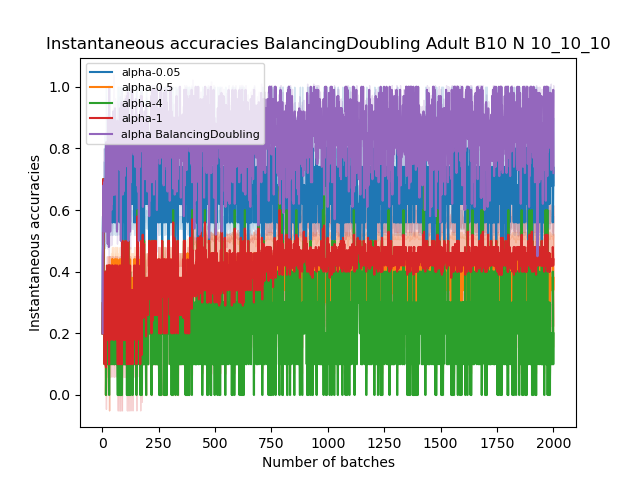 Instantaneous accuracies BalancingDoubling Adult B10 N 10_10_10
alpha-0.05
alpha-0.5
alpha-4
alpha-1
alpha BalancingDoubling
1.0
0.8
0.6
0.4
0.2
0.0
Instantaneous accuracies
0
250
500
750
1000
1250
1500
1750
2000
Number of batches